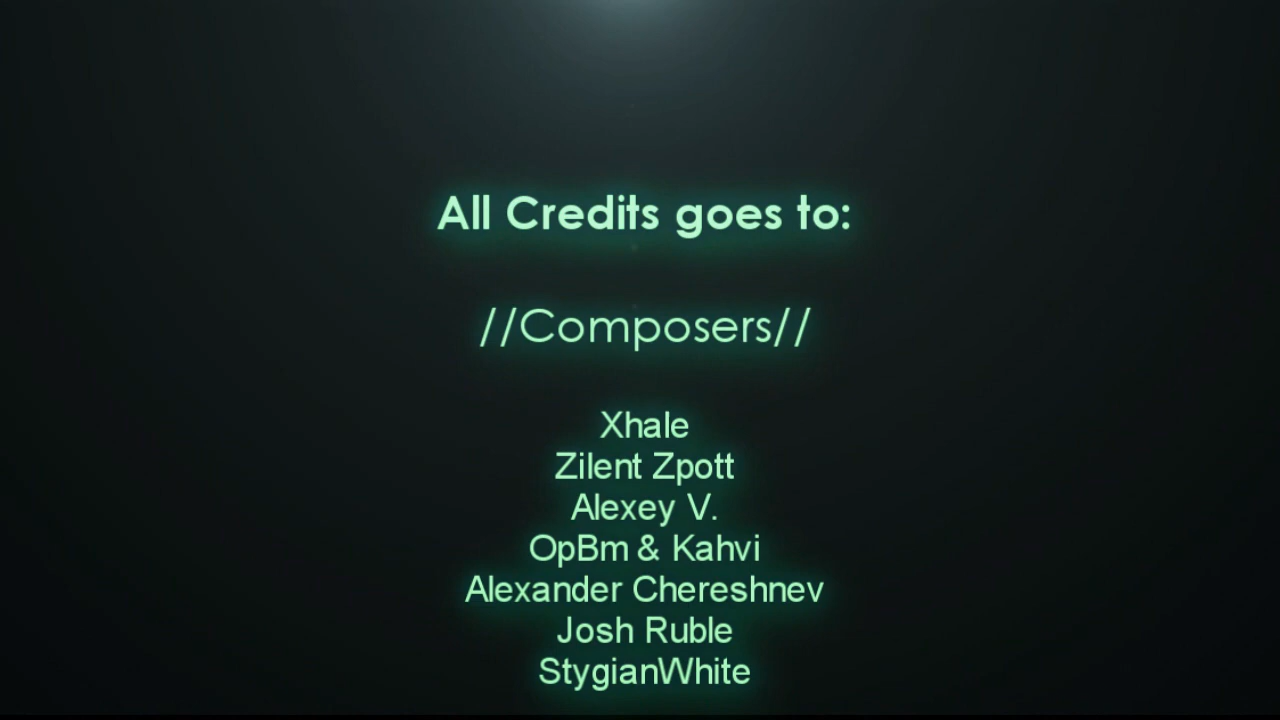 All Credits goes to:
//Composers//
Xhale
Zilent Zpott
Alexey V.
OpBm & Kahvi
Alexander Chereshnev
Josh Ruble
StygianWhite